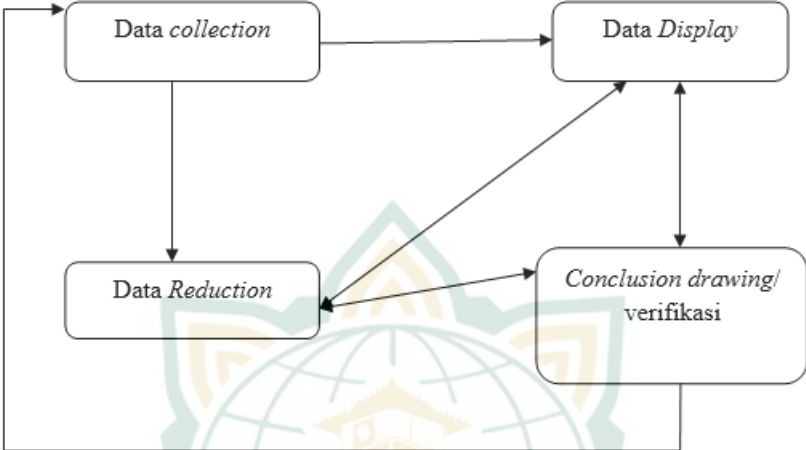 Data collection
Data Display
Data Reduction
Conclusion drawing/
verifikasi